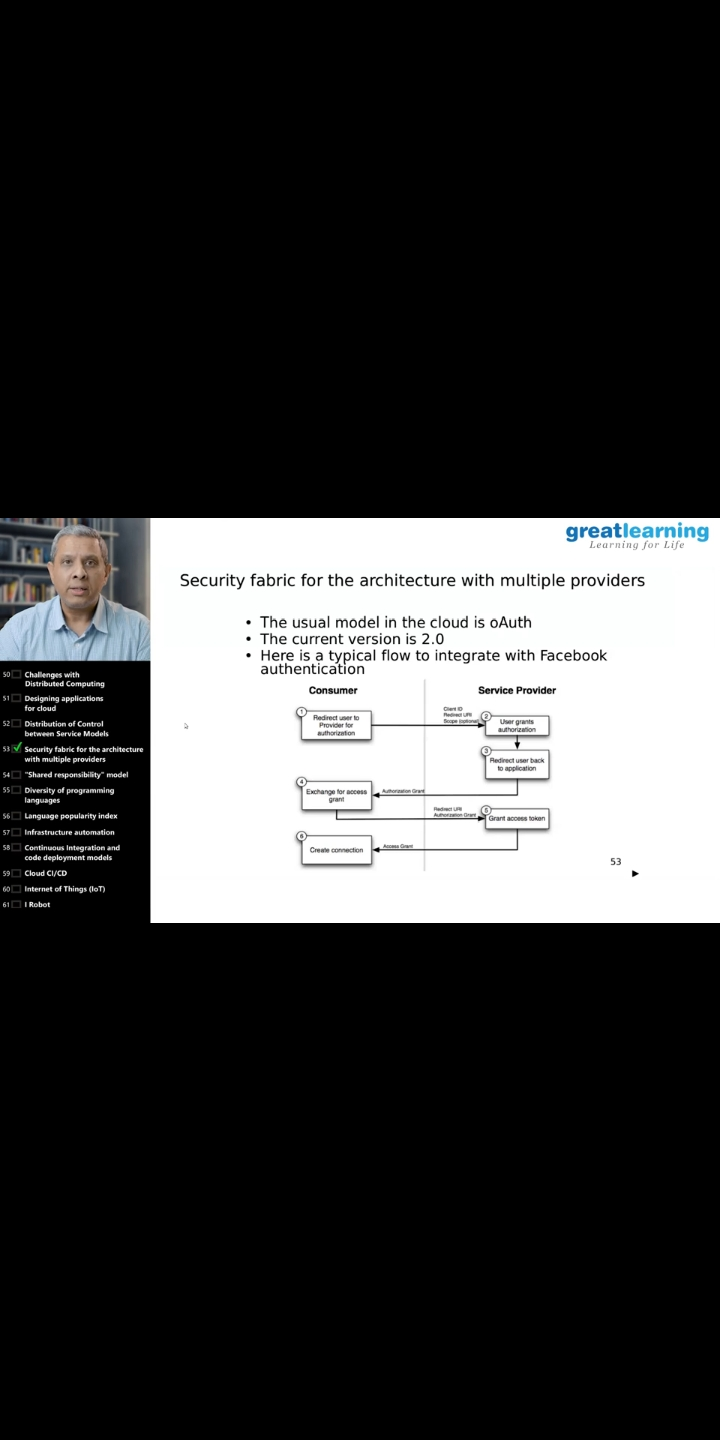 greatlearning
Learning for Life
Security fabric for the architecture with multiple providers
• The usual model in the cloud is oAuth
• The current version is 2.0
• Here is a typical flow to integrate with Facebook
authentication
Consumer
Service Provider
1
Redirect user to
Provider for
authorization
Client ID
Redirect URI
Scope (optional)
2
User grants
authorization
3
Redirect user back
to application
Authorization Grant
4
Exchange for access
grant
Redirect URI
Authorization Grant
5
Grant access token
Access Grant
6
Create connection
53
50 Challenges with
Distributed Computing
51 Designing applications
for cloud
52 Distribution of Control
between Service Models
53 Security fabric for the architecture
with multiple providers
54 "Shared responsibility" model
55 Diversity of programming
languages
56 Language popularity index
57 Infrastructure automation
58 Continuous Integration and
code deployment models
59 Cloud CI/CD
60 Internet of Things (IoT)
61 I Robot